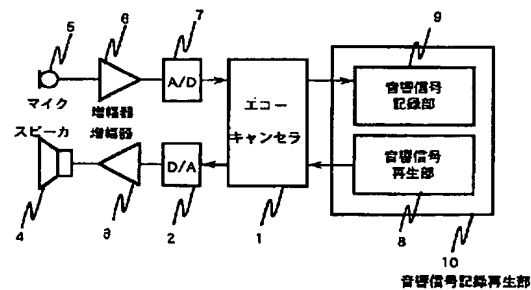 5
6
7
9
マイク
増幅器
A/D
エコー
キャンセラ
音響信号
記録部
スピーカ
増幅器
D/A
音響信号
再生部
4
3
2
1
8
10
音響信号記録再生部